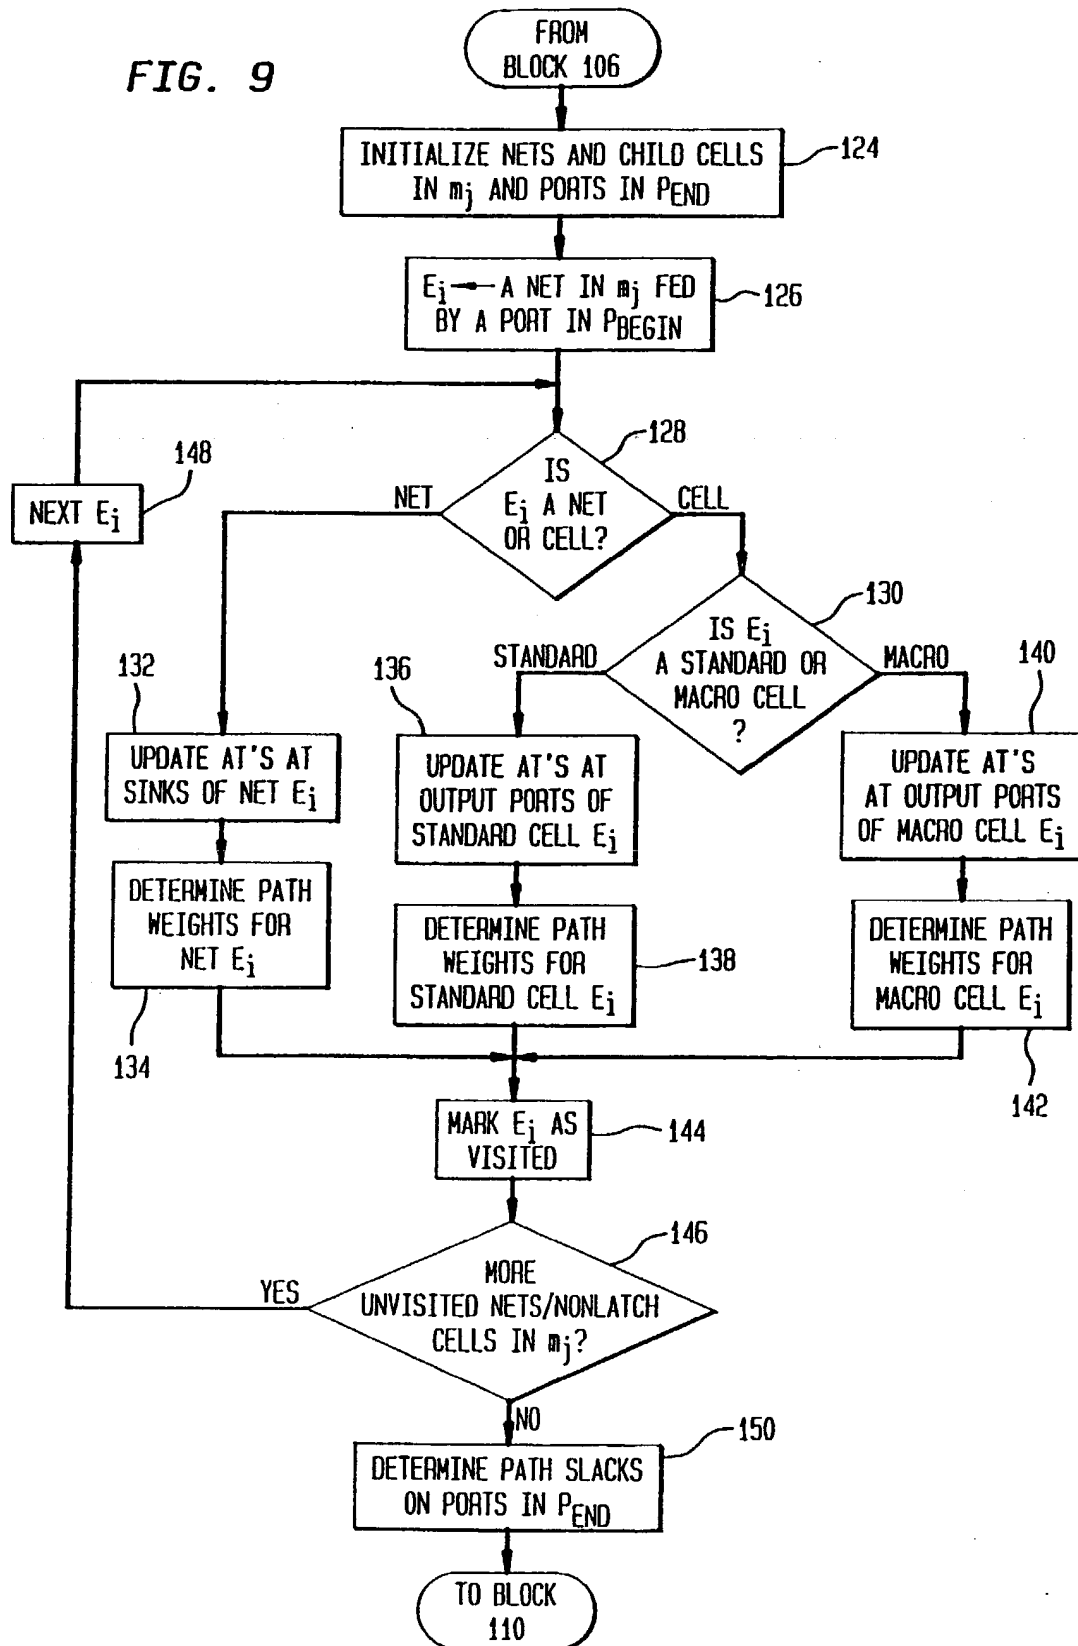 FIG. 9
FROM
BLOCK 106
INITIALIZE NETS AND CHILD CELLS
IN mj AND PORTS IN PEND
124
Ei ← A NET IN mj FED
BY A PORT IN PBEGIN
126
128
IS
Ei A NET
OR CELL?
NET
CELL
148
NEXT Ei
130
IS Ei
A STANDARD OR
MACRO CELL
?
STANDARD
MACRO
132
UPDATE AT'S AT
SINKS OF NET Ei
136
UPDATE AT'S AT
OUTPUT PORTS OF
STANDARD CELL Ei
140
UPDATE AT'S
AT OUTPUT PORTS
OF MACRO CELL Ei
DETERMINE PATH
WEIGHTS FOR
NET Ei
134
DETERMINE PATH
WEIGHTS FOR
STANDARD CELL Ei
138
DETERMINE PATH
WEIGHTS FOR
MACRO CELL Ei
142
MARK Ei AS
VISITED
144
146
MORE
UNVISITED NETS/NONLATCH
CELLS IN mj?
YES
NO
150
DETERMINE PATH SLACKS
ON PORTS IN PEND
TO BLOCK
110